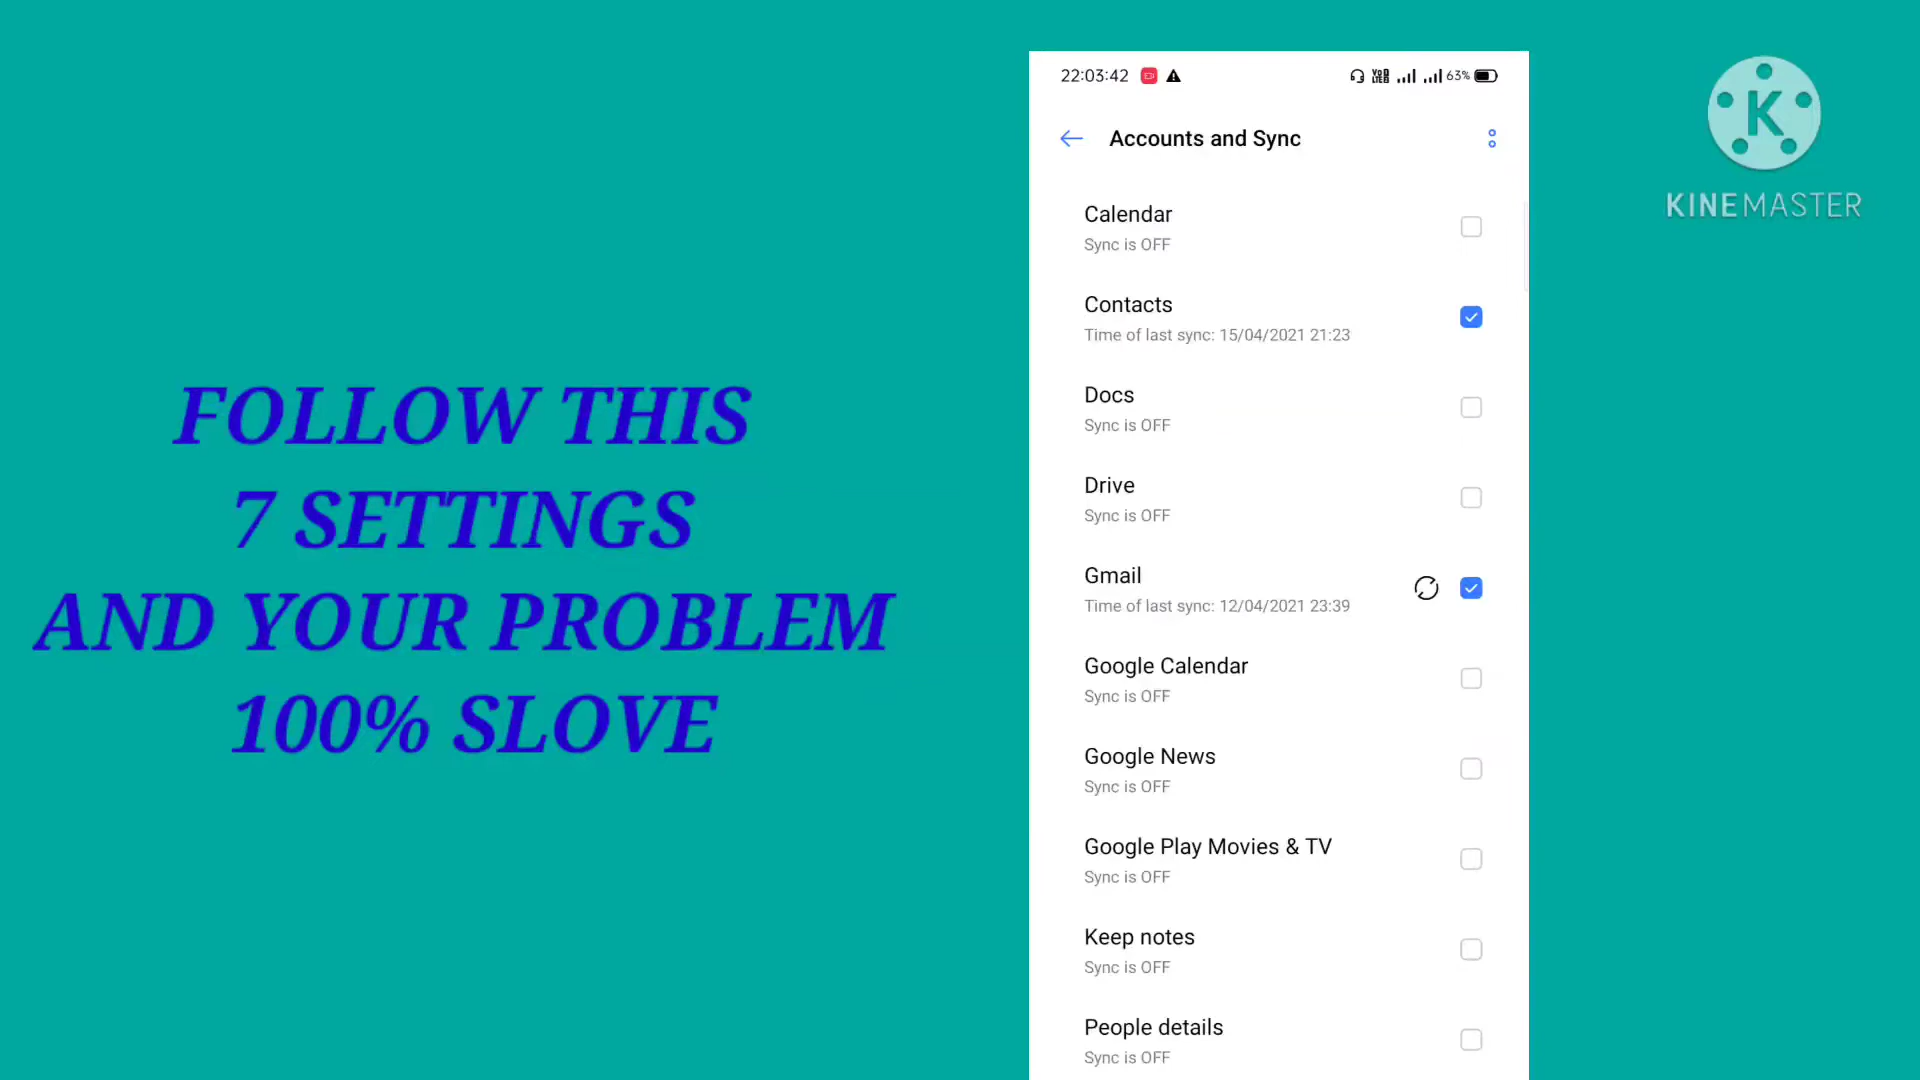 FOLLOW THIS
7 SETTINGS
AND YOUR PROBLEM
100% SLOVE
22:03:42
63%
Accounts and Sync
Calendar
Sync is OFF
Contacts
Time of last sync: 15/04/2021 21:23
Docs
Sync is OFF
Drive
Sync is OFF
Gmail
Time of last sync: 12/04/2021 23:39
Google Calendar
Sync is OFF
Google News
Sync is OFF
Google Play Movies & TV
Sync is OFF
Keep notes
Sync is OFF
People details
Sync is OFF
K
KINEMASTER